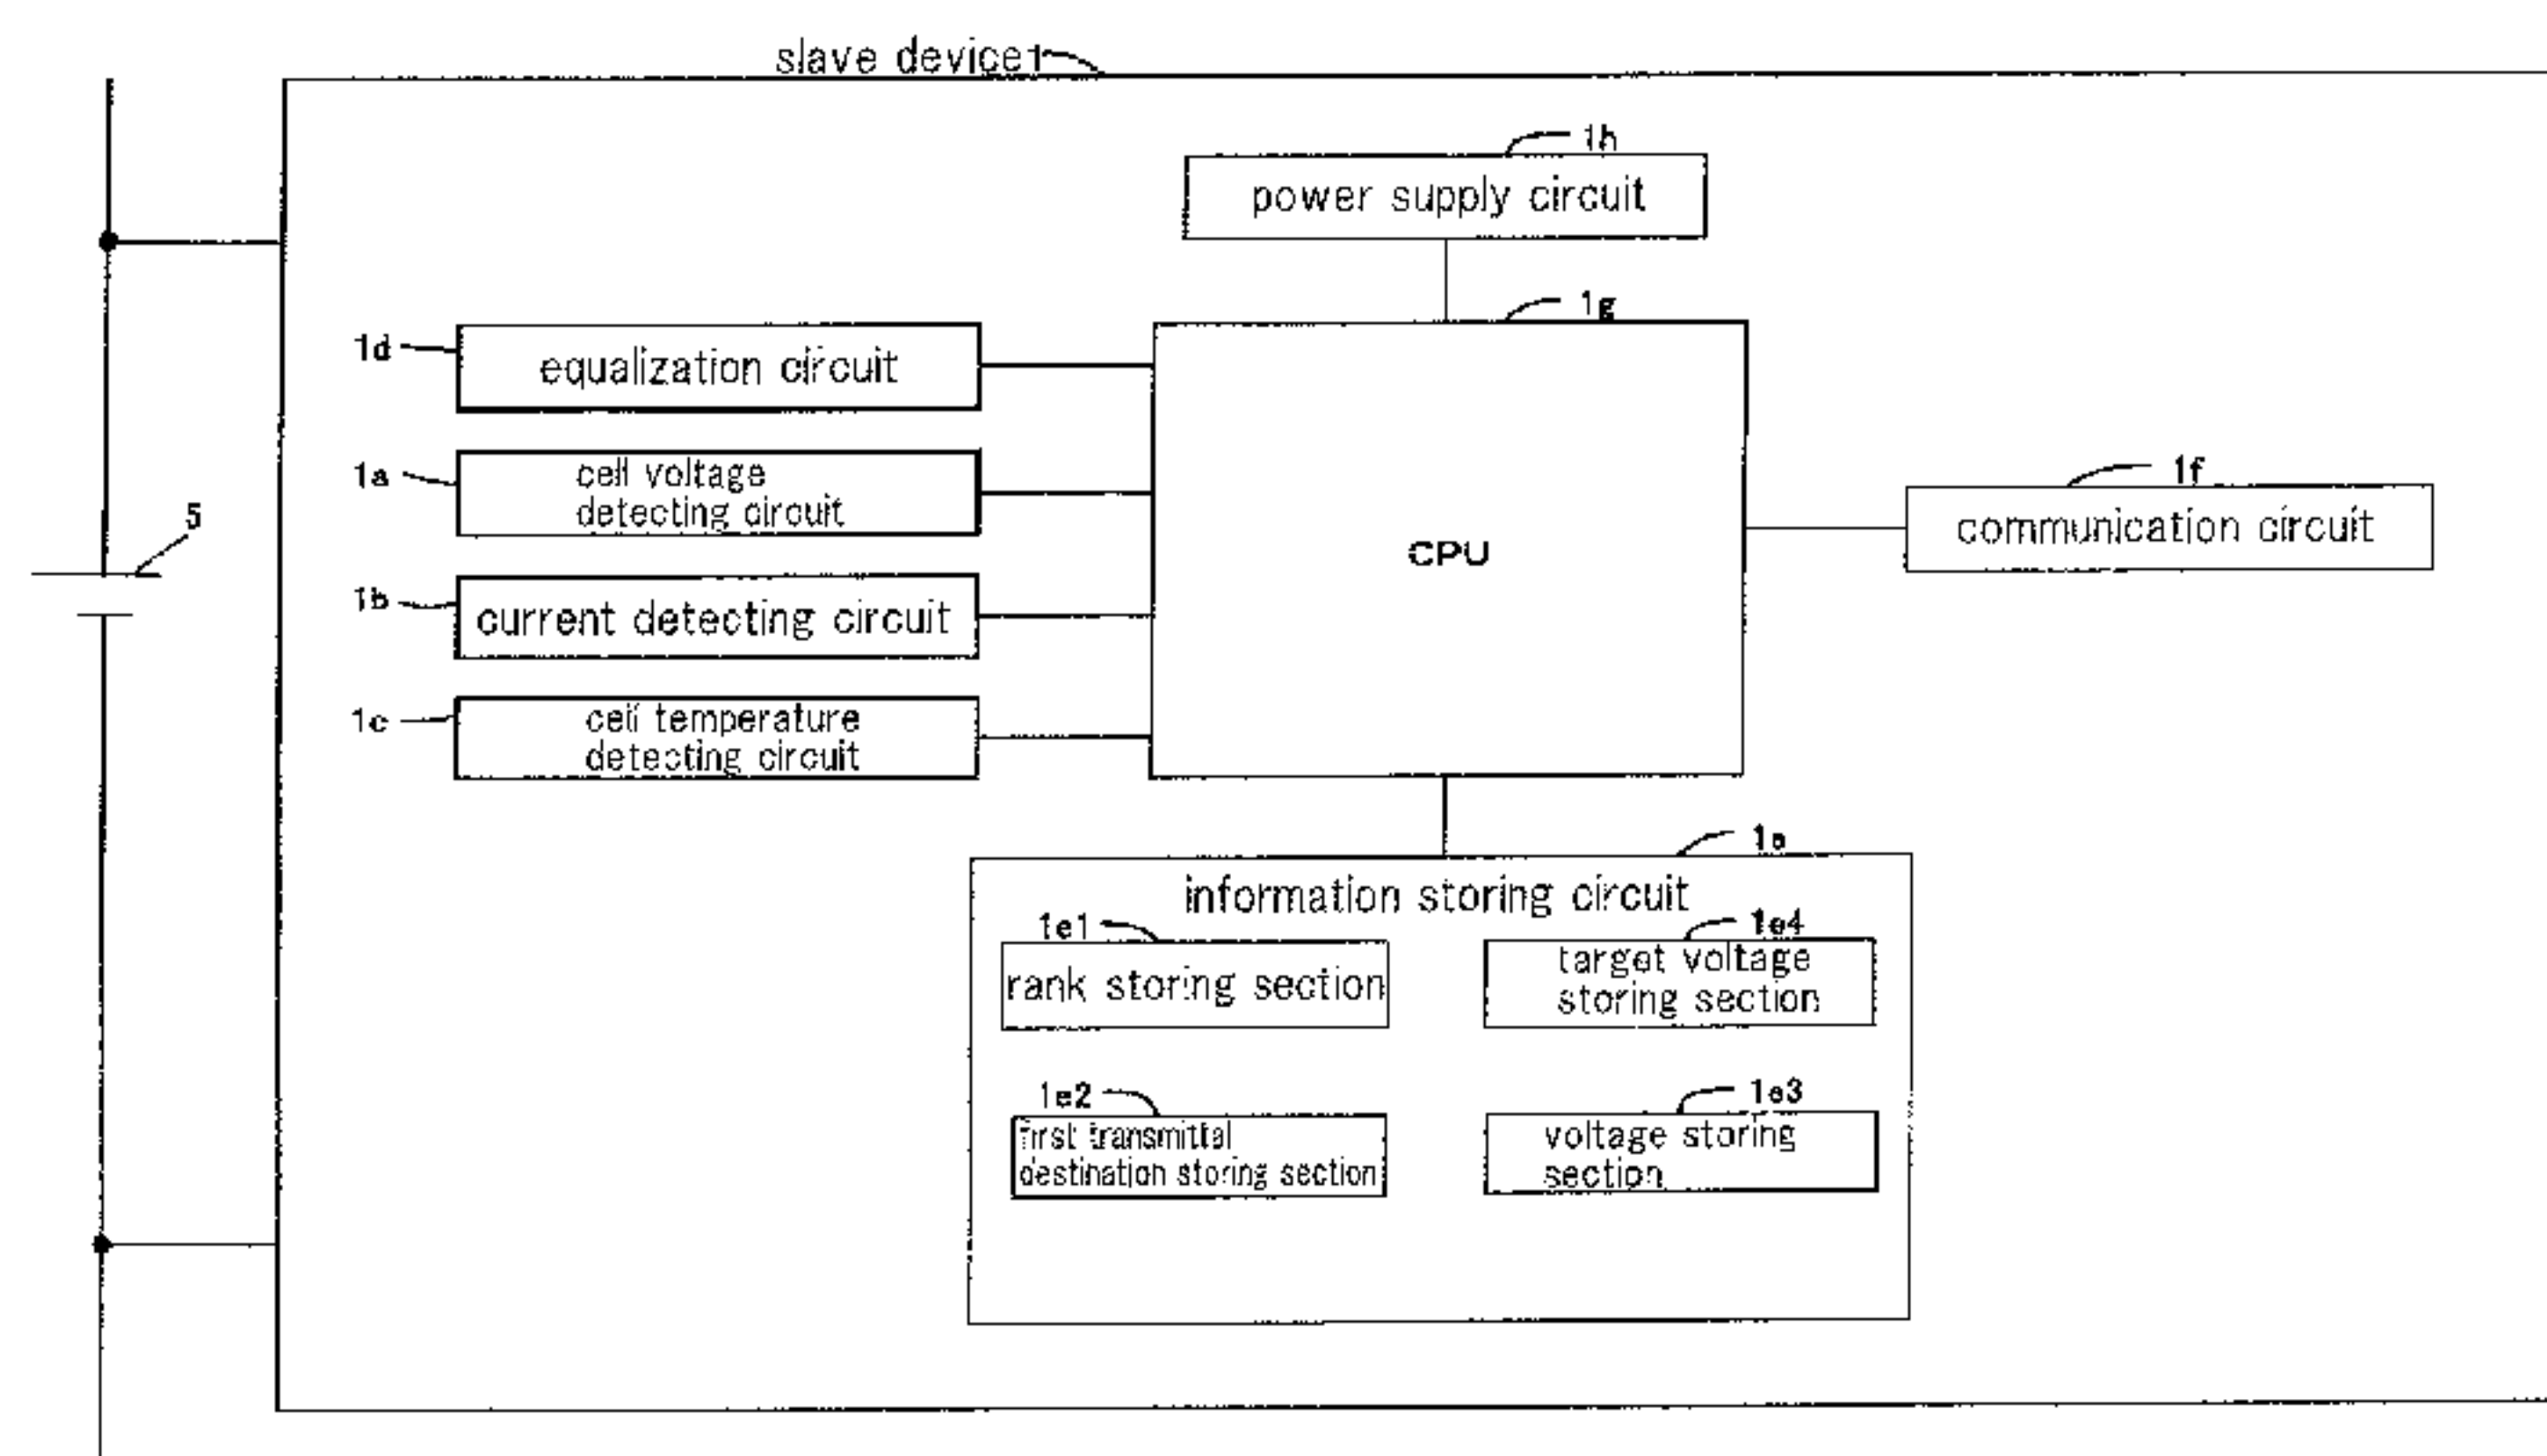 slave device1
1h
power supply circuit
1g
1d
equalization circuit
1a
cell voltage
detecting circuit
5
CPU
1f
communication circuit
1b
current detecting circuit
1c
cell temperature
detecting circuit
1e
information storing circuit
1e1
rank storing section
1e4
target voltage
storing section
1e2
first transmittal
destination storing section
1e3
voltage storing
section